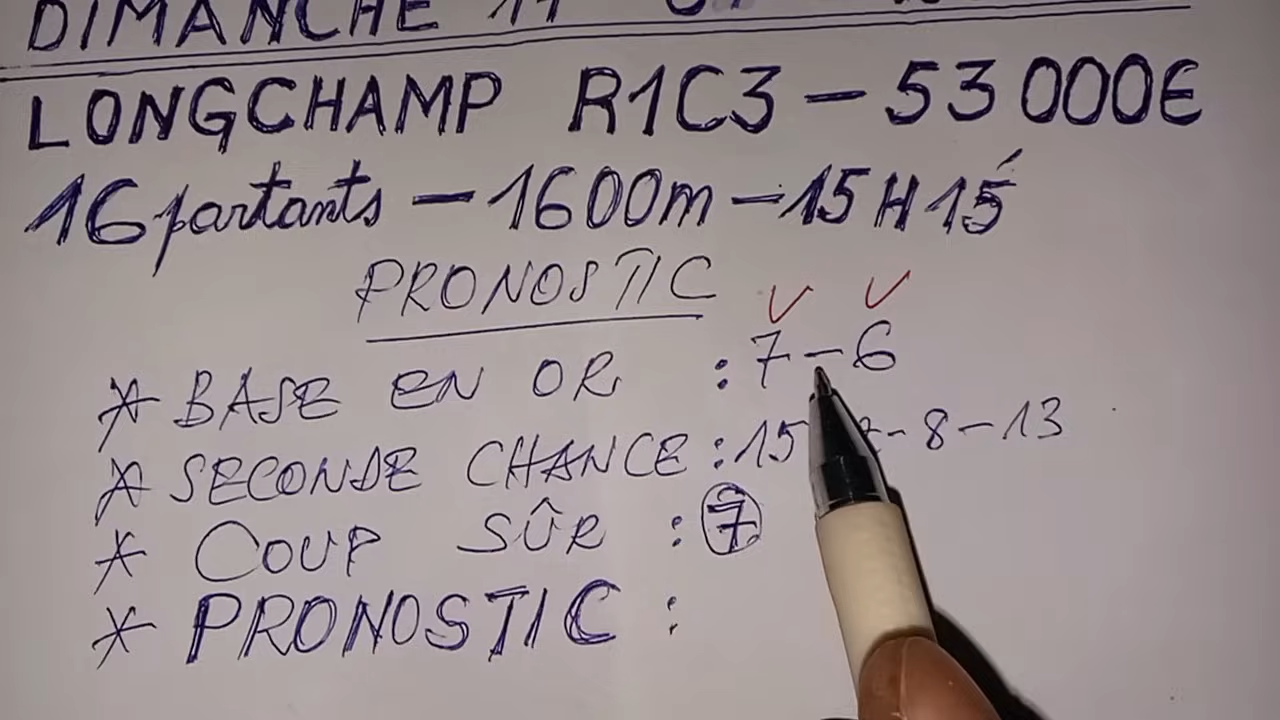 DIMANCHE
LONGCHAMP R1C3 - 53 000€
16 partants - 1600m - 15H15'
PRONOSTIC
* BASE EN OR : 7 - 6
* SECONDE CHANCE : 15 - 8 - 13
* COUP SÛR : 7
* PRONOSTIC :